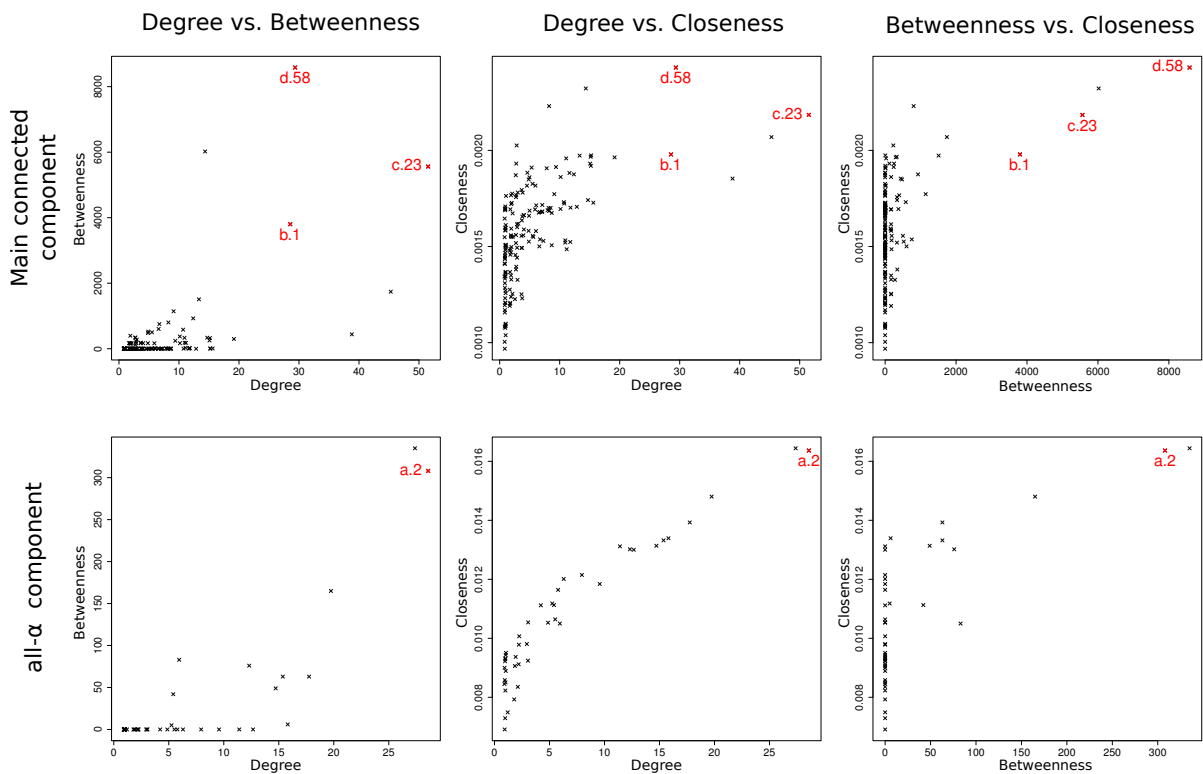 Degree vs. Betweenness
Degree vs. Closeness
Betweenness vs. Closeness
Main connected
component
Betweenness
0 2000 4000 6000 8000
d.58
c.23
b.1
0 10 20 30 40 50
Degree
Closeness
0.0010 0.0015 0.0020
d.58
c.23
b.1
0 10 20 30 40 50
Degree
Closeness
0.0010 0.0015 0.0020
d.58
c.23
b.1
0 2000 4000 6000 8000
Betweenness
all-α component
Betweenness
0 50 100 150 200 250 300
a.2
0 5 10 15 20 25
Degree
Closeness
0.008 0.010 0.012 0.014 0.016
a.2
0 5 10 15 20 25
Degree
Closeness
0.008 0.010 0.012 0.014 0.016
a.2
0 50 100 150 200 250 300
Betweenness